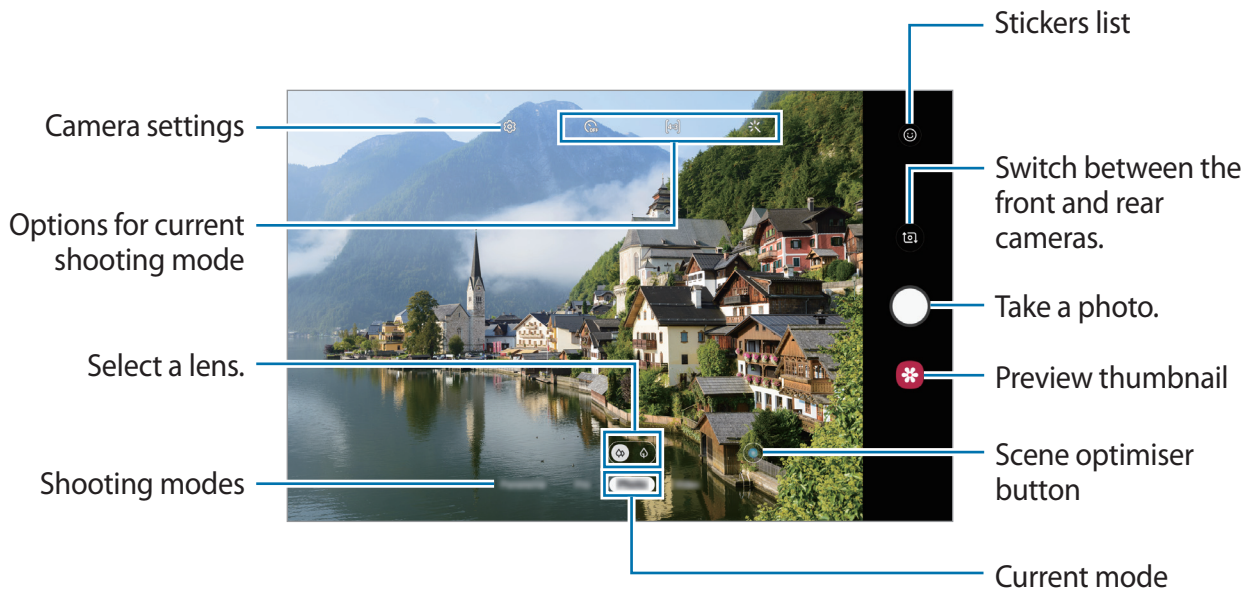 Stickers list
Camera settings
Switch between the
front and rear
cameras.
Options for current
shooting mode
Take a photo.
Select a lens.
Preview thumbnail
Scene optimiser
button
Shooting modes
Current mode